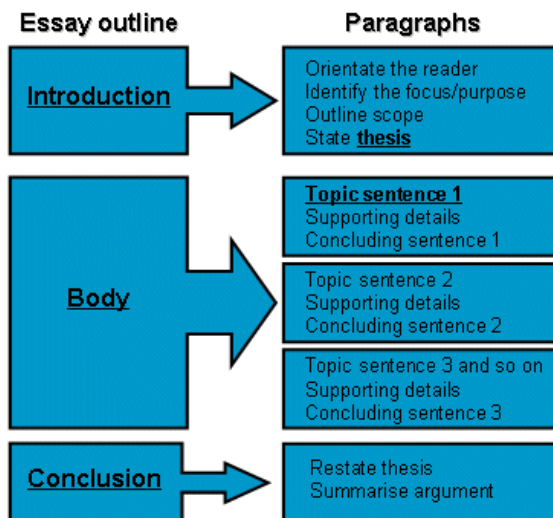 Essay outline
Paragraphs
Introduction
Orientate the reader
Identify the focus/purpose
Outline scope
State thesis
Body
Topic sentence 1
Supporting details
Concluding sentence 1
Topic sentence 2
Supporting details
Concluding sentence 2
Topic sentence 3 and so on
Supporting details
Concluding sentence 3
Conclusion
Restate thesis
Summarise argument